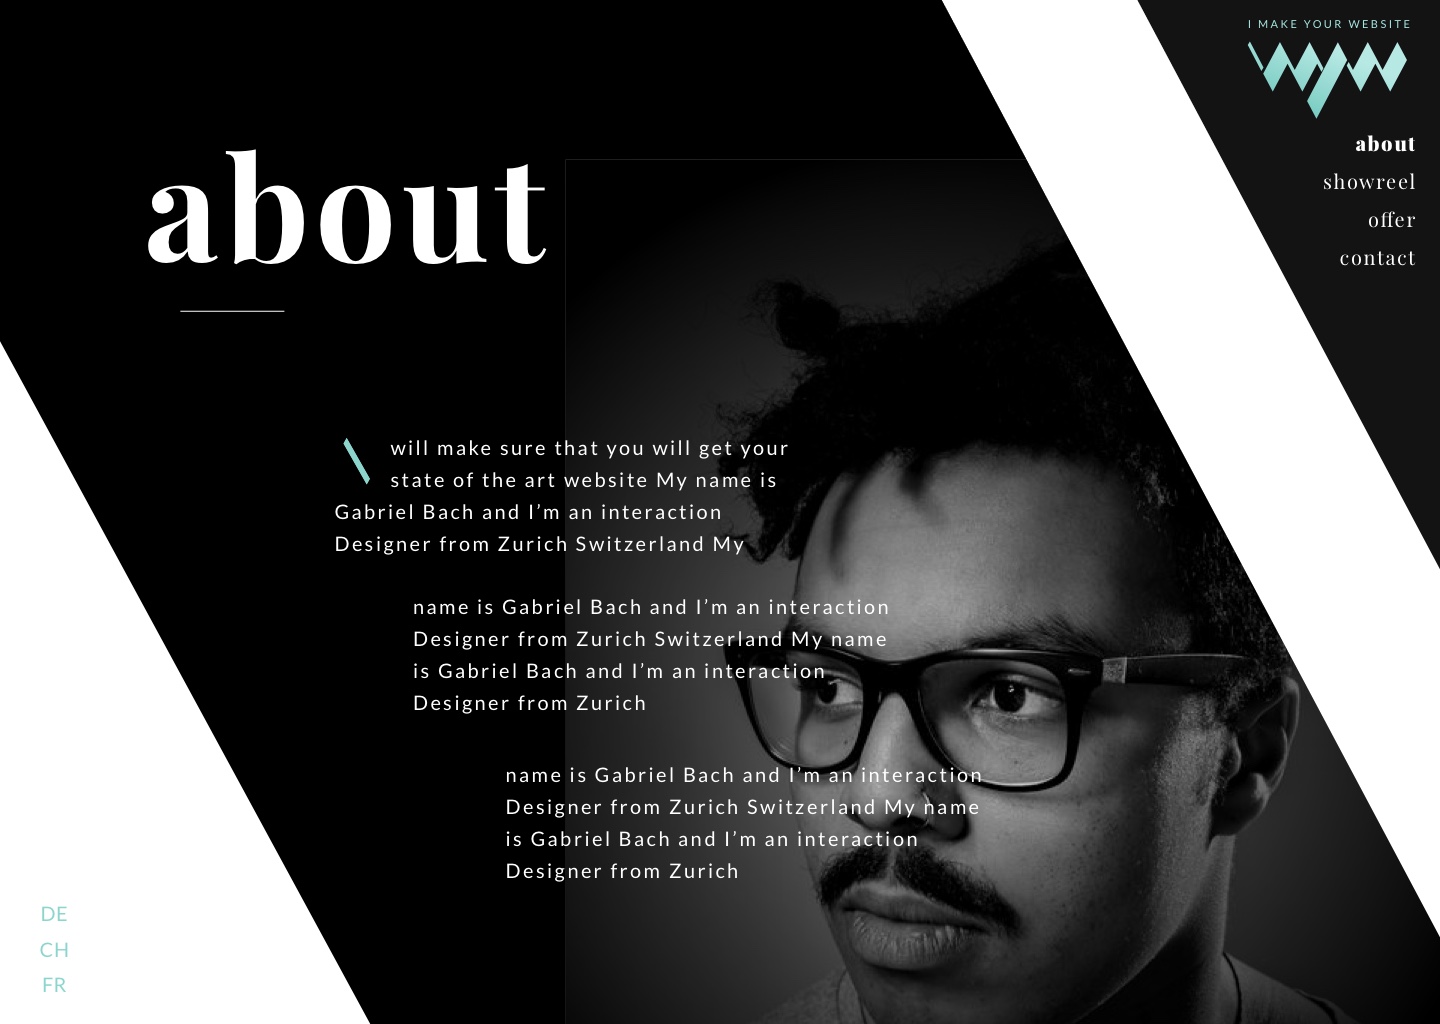 I MAKE YOUR WEBSITE
about
showreel
offer
contact
about
will make sure that you will get your
state of the art website My name is
Gabriel Bach and I’m an interaction
Designer from Zurich Switzerland My
name is Gabriel Bach and I’m an interaction
Designer from Zurich Switzerland My name
is Gabriel Bach and I’m an interaction
Designer from Zurich
name is Gabriel Bach and I’m an interaction
Designer from Zurich Switzerland My name
is Gabriel Bach and I’m an interaction
Designer from Zurich
DE
CH
FR